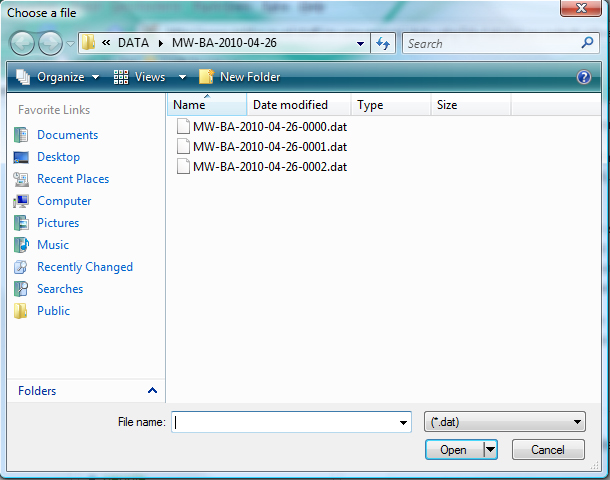 Choose a file
« DATA ▸ MW-BA-2010-04-26
Search
Organize Views New Folder
Favorite Links
Documents
Desktop
Recent Places
Computer
Pictures
Music
Recently Changed
Searches
Public
Folders
Name Date modified Type Size
MW-BA-2010-04-26-0000.dat
MW-BA-2010-04-26-0001.dat
MW-BA-2010-04-26-0002.dat
File name: (*.dat)
Open Cancel